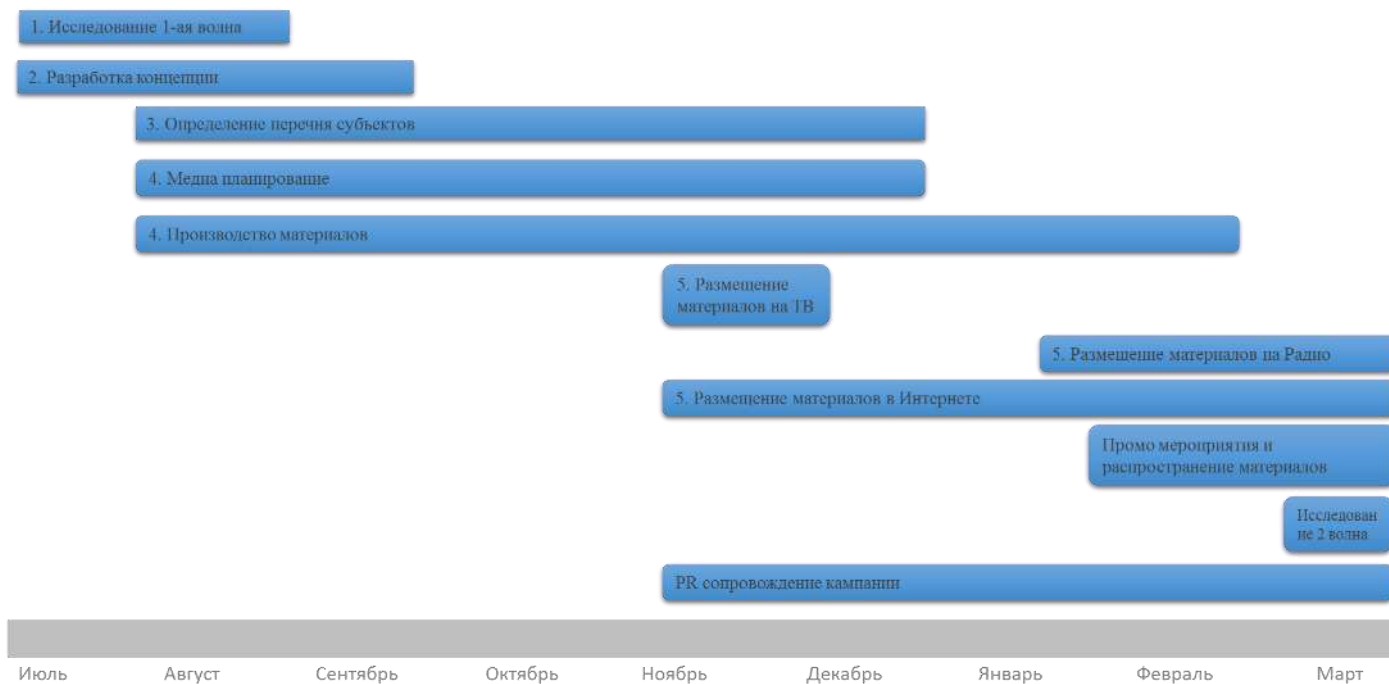 1. Исследование 1-ая волна
2. Разработка концепции
3. Определение перечня субъектов
4. Медиа планирование
4. Производство материалов
5. Размещение
материалов на ТВ
5. Размещение материалов на Радио
5. Размещение материалов в Интернете
Промо мероприятия и
распространение материалов
Исследован
ие 2 волна
PR сопровождение кампании
Июль Август Сентябрь Октябрь Ноябрь Декабрь Январь Февраль Март